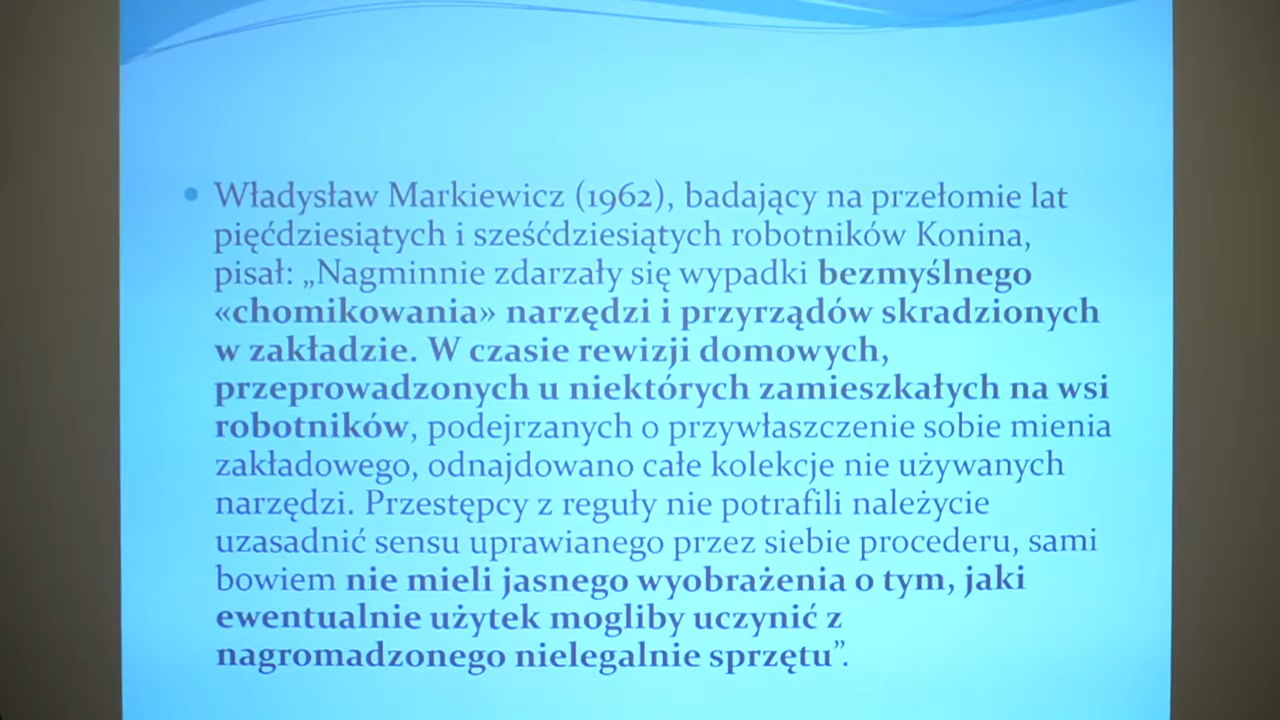 • Władysław Markiewicz (1962), badający na przełomie lat
pięćdziesiątych i sześćdziesiątych robotników Konina,
pisał: „Nagminnie zdarzały się wypadki bezmyślnego
«chomikowania» narzędzi i przyrządów skradzionych
w zakładzie. W czasie rewizji domowych,
przeprowadzonych u niektórych zamieszkałych na wsi
robotników, podejrzanych o przywłaszczenie sobie mienia
zakładowego, odnajdowano całe kolekcje nie używanych
narzędzi. Przestępcy z reguły nie potrafili należycie
uzasadnić sensu uprawianego przez siebie procederu, sami
bowiem nie mieli jasnego wyobrażenia o tym, jaki
ewentualnie użytek mogliby uczynić z
nagromadzonego nielegalnie sprzętu”.